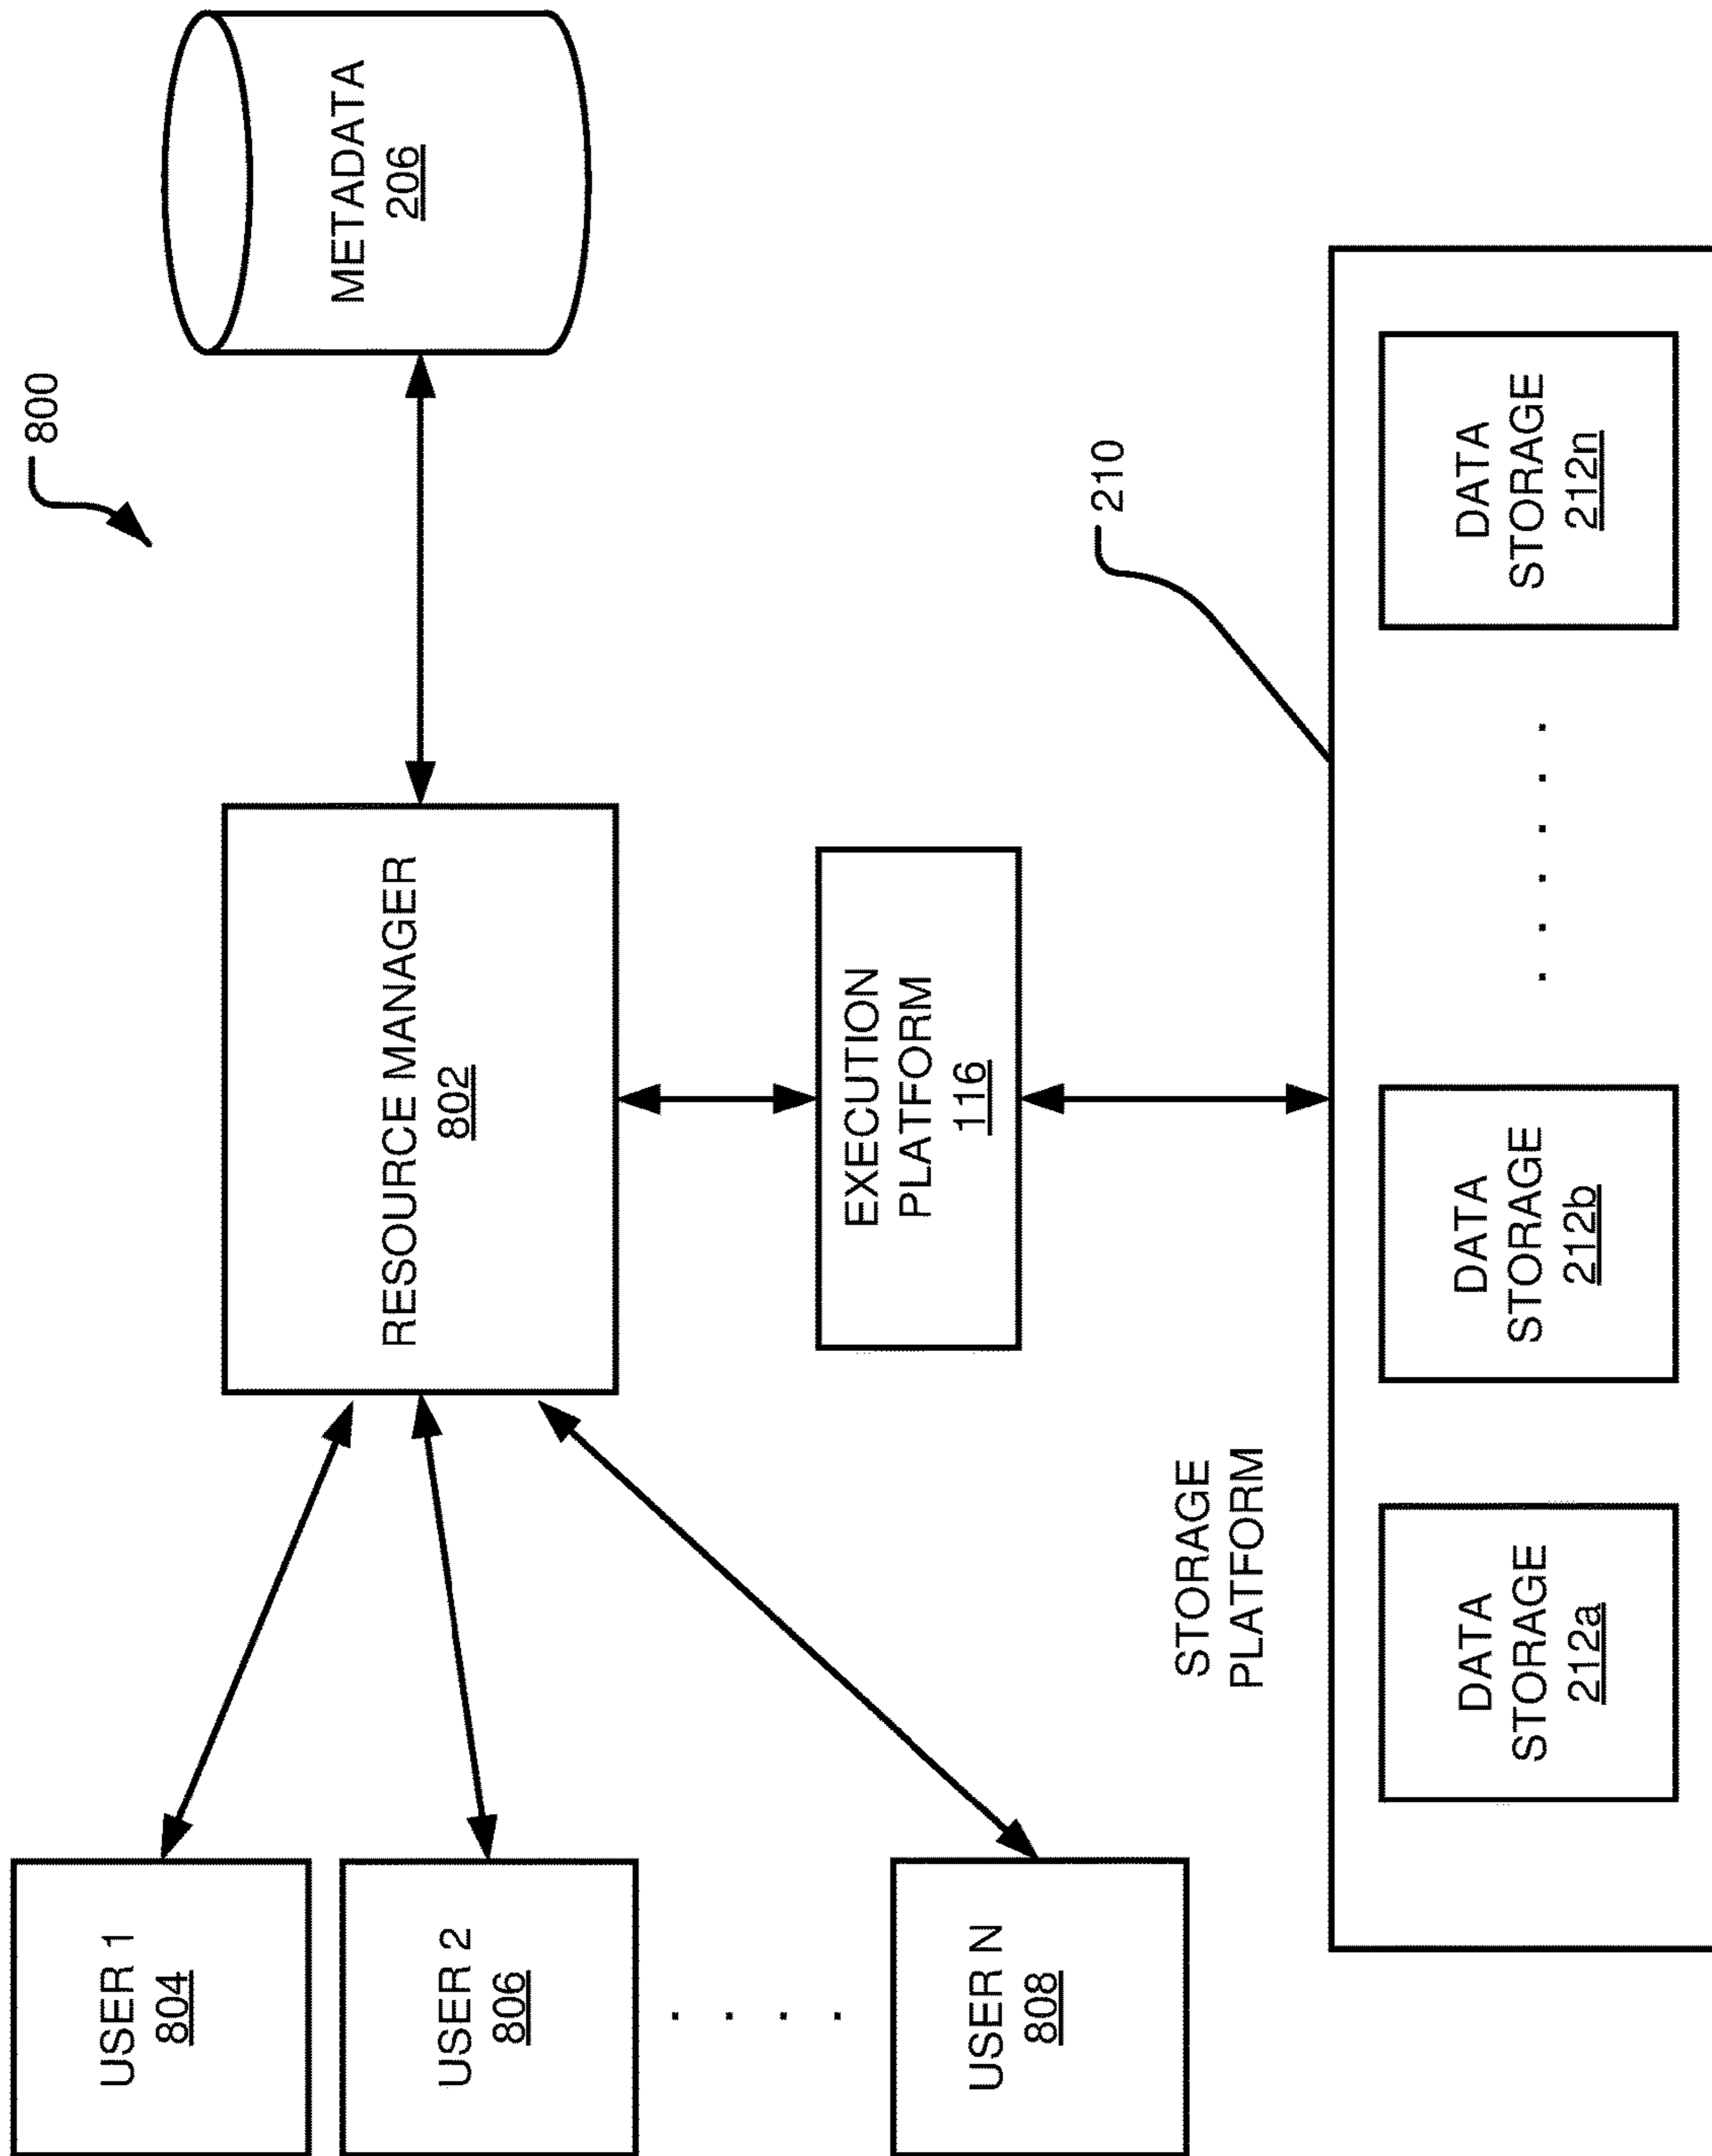 800
USER 1
804
USER 2
806
. . . .
USER N
808
RESOURCE MANAGER
802
METADATA
206
EXECUTION
PLATFORM
116
STORAGE
PLATFORM
210
DATA
STORAGE
212a
DATA
STORAGE
212b
. . . . . .
DATA
STORAGE
212n